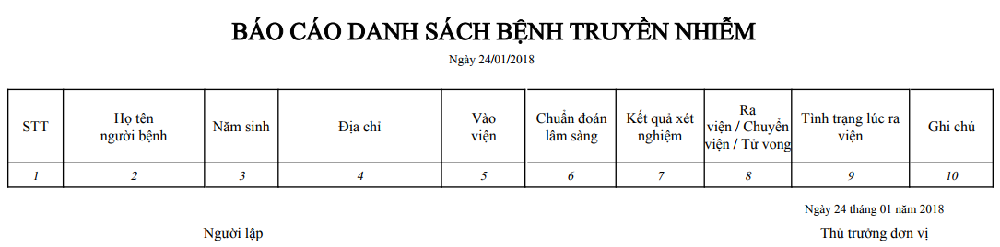 BÁO CÁO DANH SÁCH BỆNH TRUYỀN NHIỄM
Ngày 24/01/2018
STT
Họ tên
người bệnh
Năm sinh
Địa chỉ
Vào
viện
Chuẩn đoán
lâm sàng
Kết quả xét
nghiệm
Ra
viện / Chuyển
viện / Tử vong
Tình trạng lúc ra
viện
Ghi chú
1 2 3 4 5 6 7 8 9 10
Ngày 24 tháng 01 năm 2018
Người lập
Thủ trưởng đơn vị